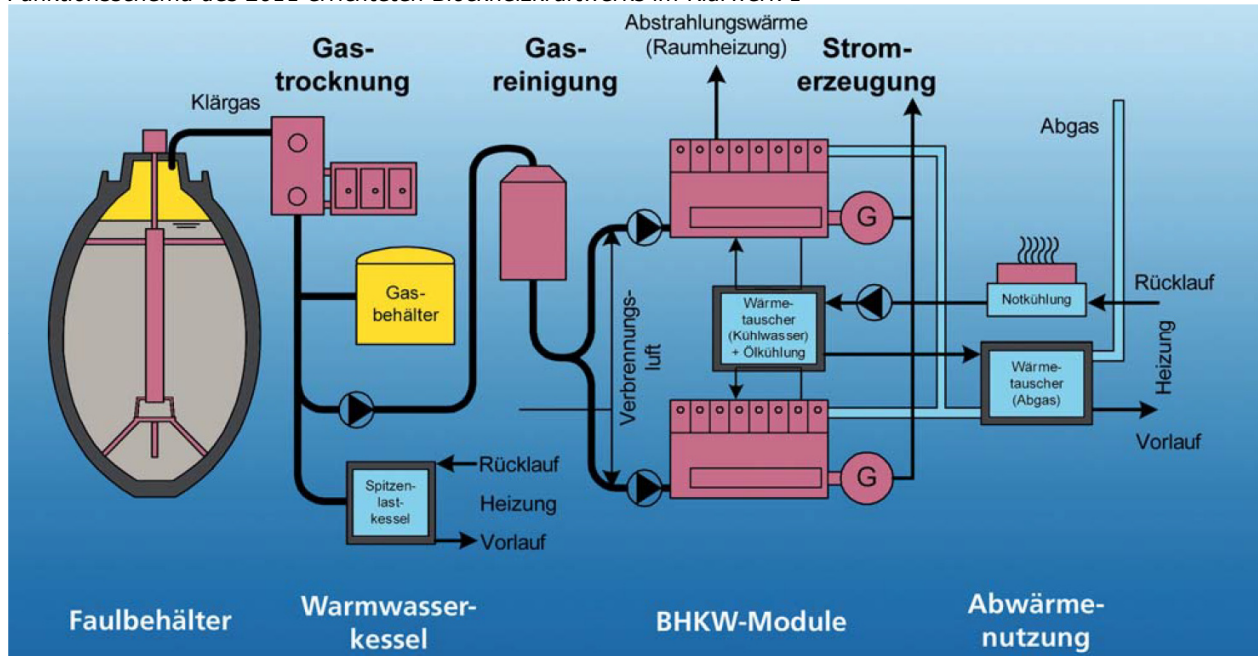 Gas-
trocknung
Gas-
reinigung
Abstrahlungswärme
(Raumheizung)
Strom-
erzeugung
Klärgas
Abgas
G
Gas-
behälter
Verbrennungs-
luft
Wärme-
tauscher
(Kühlwasser)
+ Ölkühlung
Notkühlung
Rücklauf
Heizung
Wärme-
tauscher
(Abgas)
Vorlauf
Spitzen-
last-
kessel
Rücklauf
Heizung
Vorlauf
G
Faulbehälter
Warmwasser-
kessel
BHKW-Module
Abwärme-
nutzung